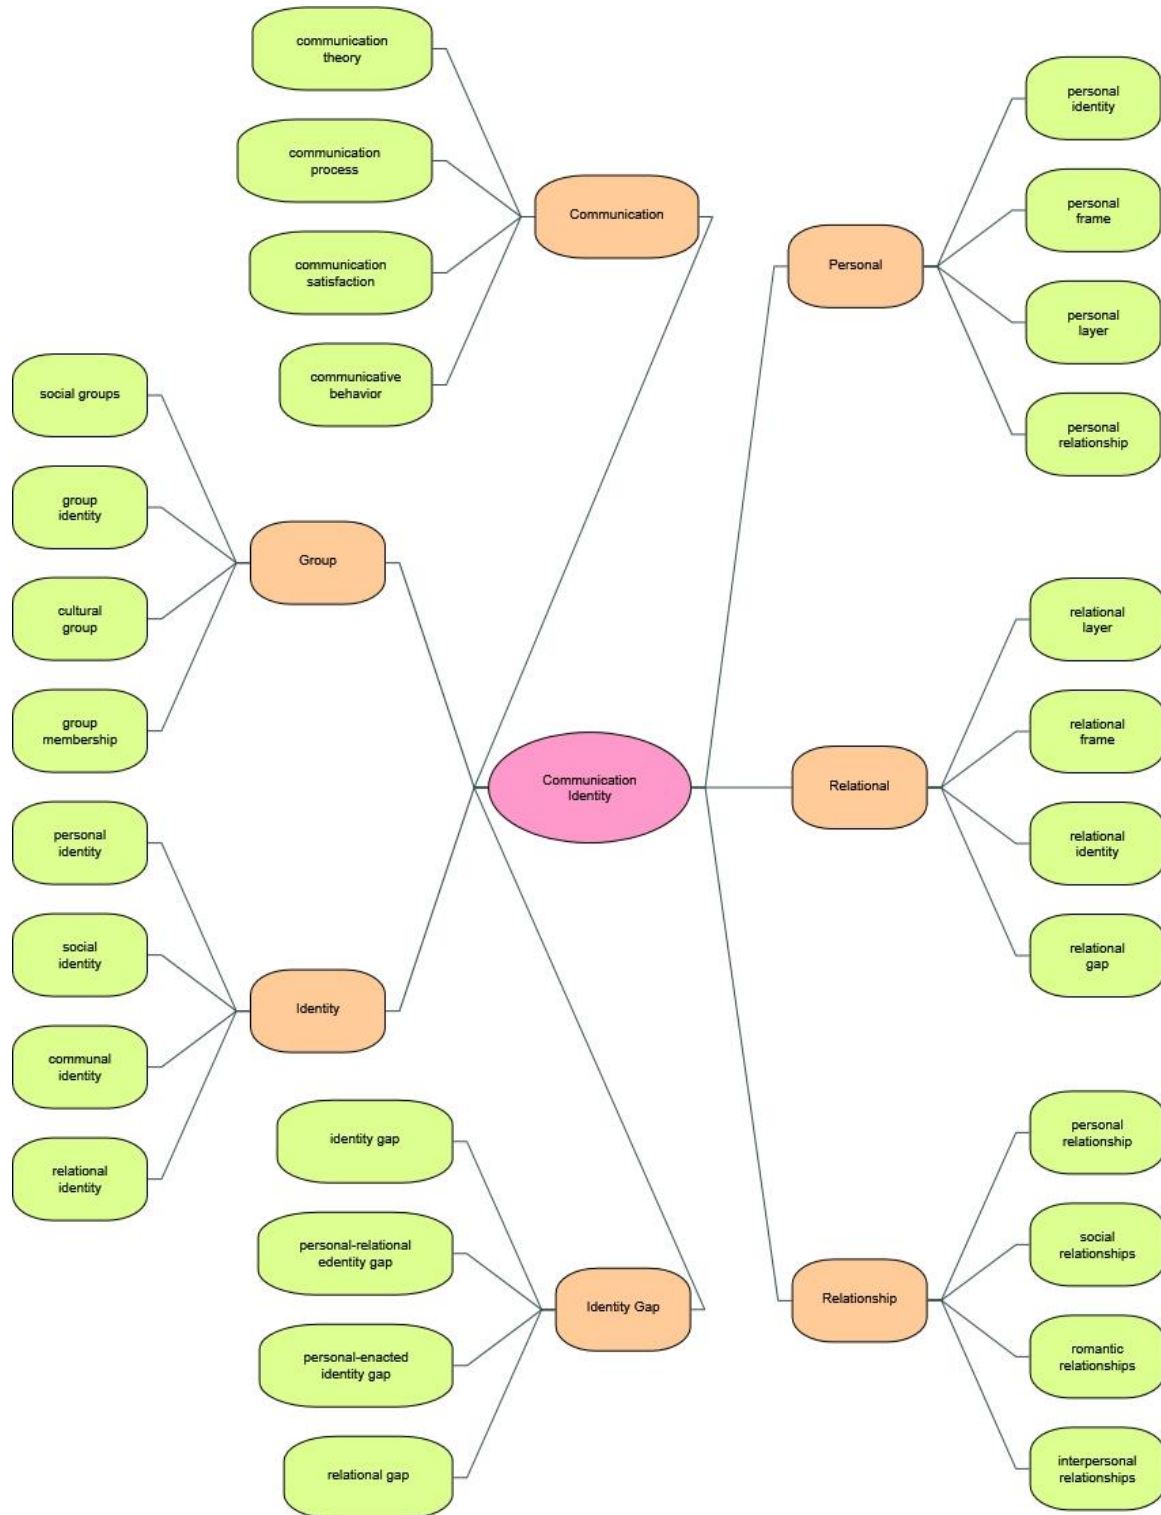 communication
theory
communication
process
communication
satisfaction
communicative
behavior
Communication
social groups
group
identity
cultural
group
group
membership
Group
personal
identity
social
identity
communal
identity
relational
identity
Identity
identity gap
personal-relational
edentity gap
personal-enacted
identity gap
relational gap
Identity Gap
Communication
Identity
Personal
personal
identity
personal
frame
personal
layer
personal
relationship
Relational
relational
layer
relational
frame
relational
identity
relational
gap
Relationship
personal
relationship
social
relationships
romantic
relationships
interpersonal
relationships